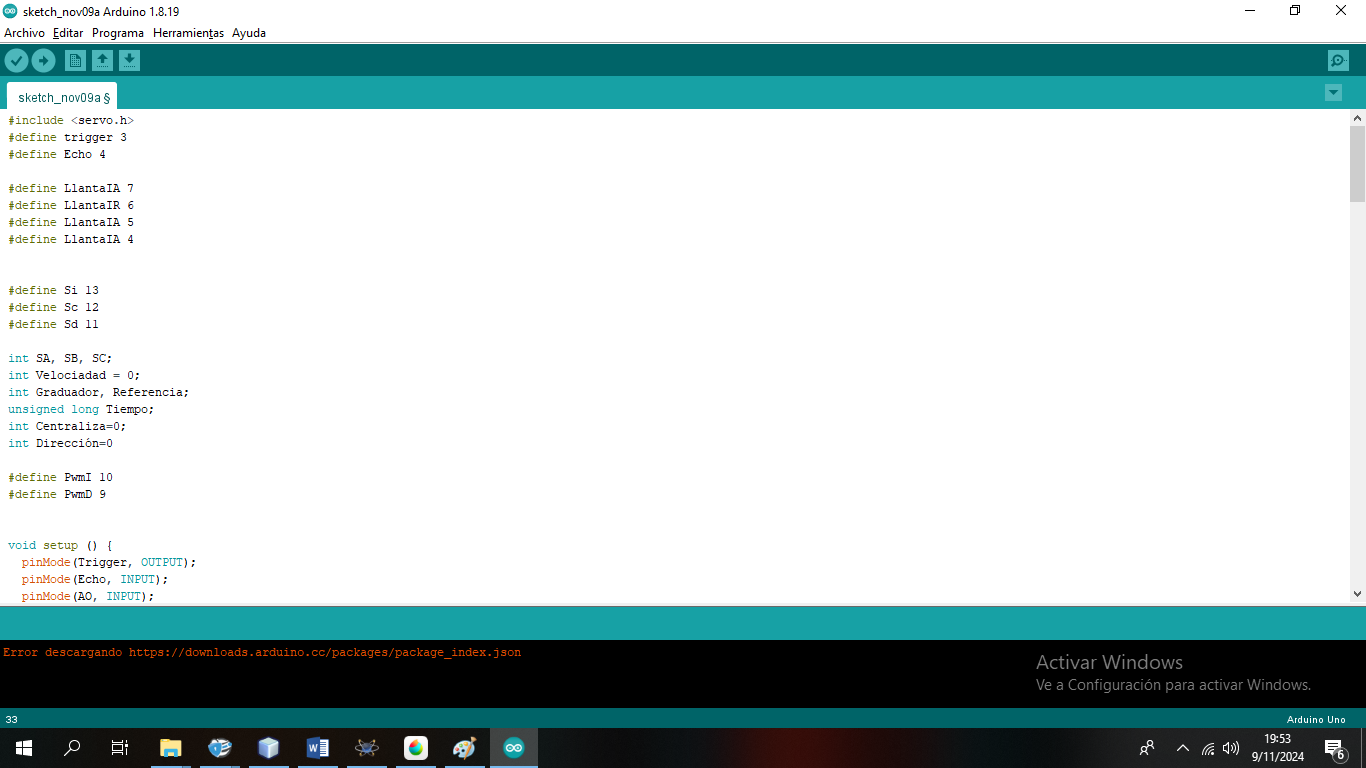 sketch_nov09a Arduino 1.8.19
Archivo Editar Programa Herramientas Ayuda
sketch_nov09a §
#include <servo.h>
#define trigger 3
#define Echo 4
#define LlantaIA 7
#define LlantaIR 6
#define LlantaIA 5
#define LlantaIA 4
#define Si 13
#define Sc 12
#define Sd 11
int SA, SB, SC;
int Velociadad = 0;
int Graduador, Referencia;
unsigned long Tiempo;
int Centraliza=0;
int Dirección=0
#define PwmI 10
#define PwmD 9
void setup () {
pinMode(Trigger, OUTPUT);
pinMode(Echo, INPUT);
pinMode(AO, INPUT);
Error descargando https://downloads.arduino.cc/packages/package_index.json
Activar Windows
Ve a Configuración para activar Windows.
33
Arduino Uno
19:53
9/11/2024
6